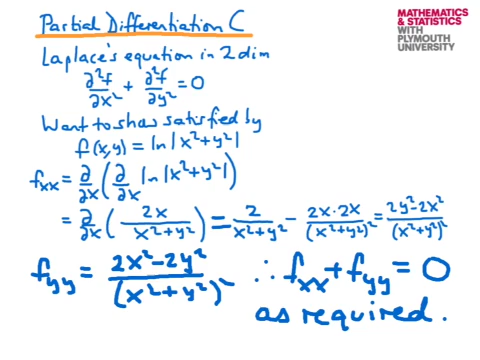 Partial Differentiation C
MATHEMATICS
& STATISTICS
WITH
PLYMOUTH
UNIVERSITY
Laplace's equation in 2 dim
∂²f/∂x² + ∂²f/∂y² = 0
Want to show satisfied by
f(x,y) = ln|x²+y²|
fxx = ∂/∂x (∂/∂x ln|x²+y²|)
= ∂/∂x (2x/(x²+y²)) = 2/(x²+y²) - 2x·2x/(x²+y²)² = (2y²-2x²)/(x²+y²)²
fyy = (2x²-2y²)/(x²+y²)² ∴ fxx + fyy = 0
as required.